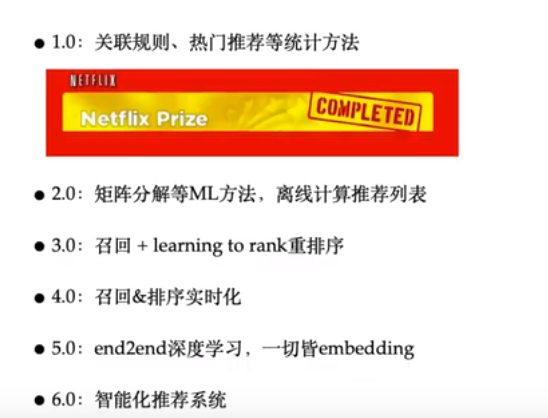 ● 1.0：关联规则、热门推荐等统计方法
NETFLIX
Netflix Prize
COMPLETED
● 2.0：矩阵分解等ML方法，离线计算推荐列表
● 3.0：召回 + learning to rank重排序
● 4.0：召回&排序实时化
● 5.0：end2end深度学习，一切皆embedding
● 6.0：智能化推荐系统